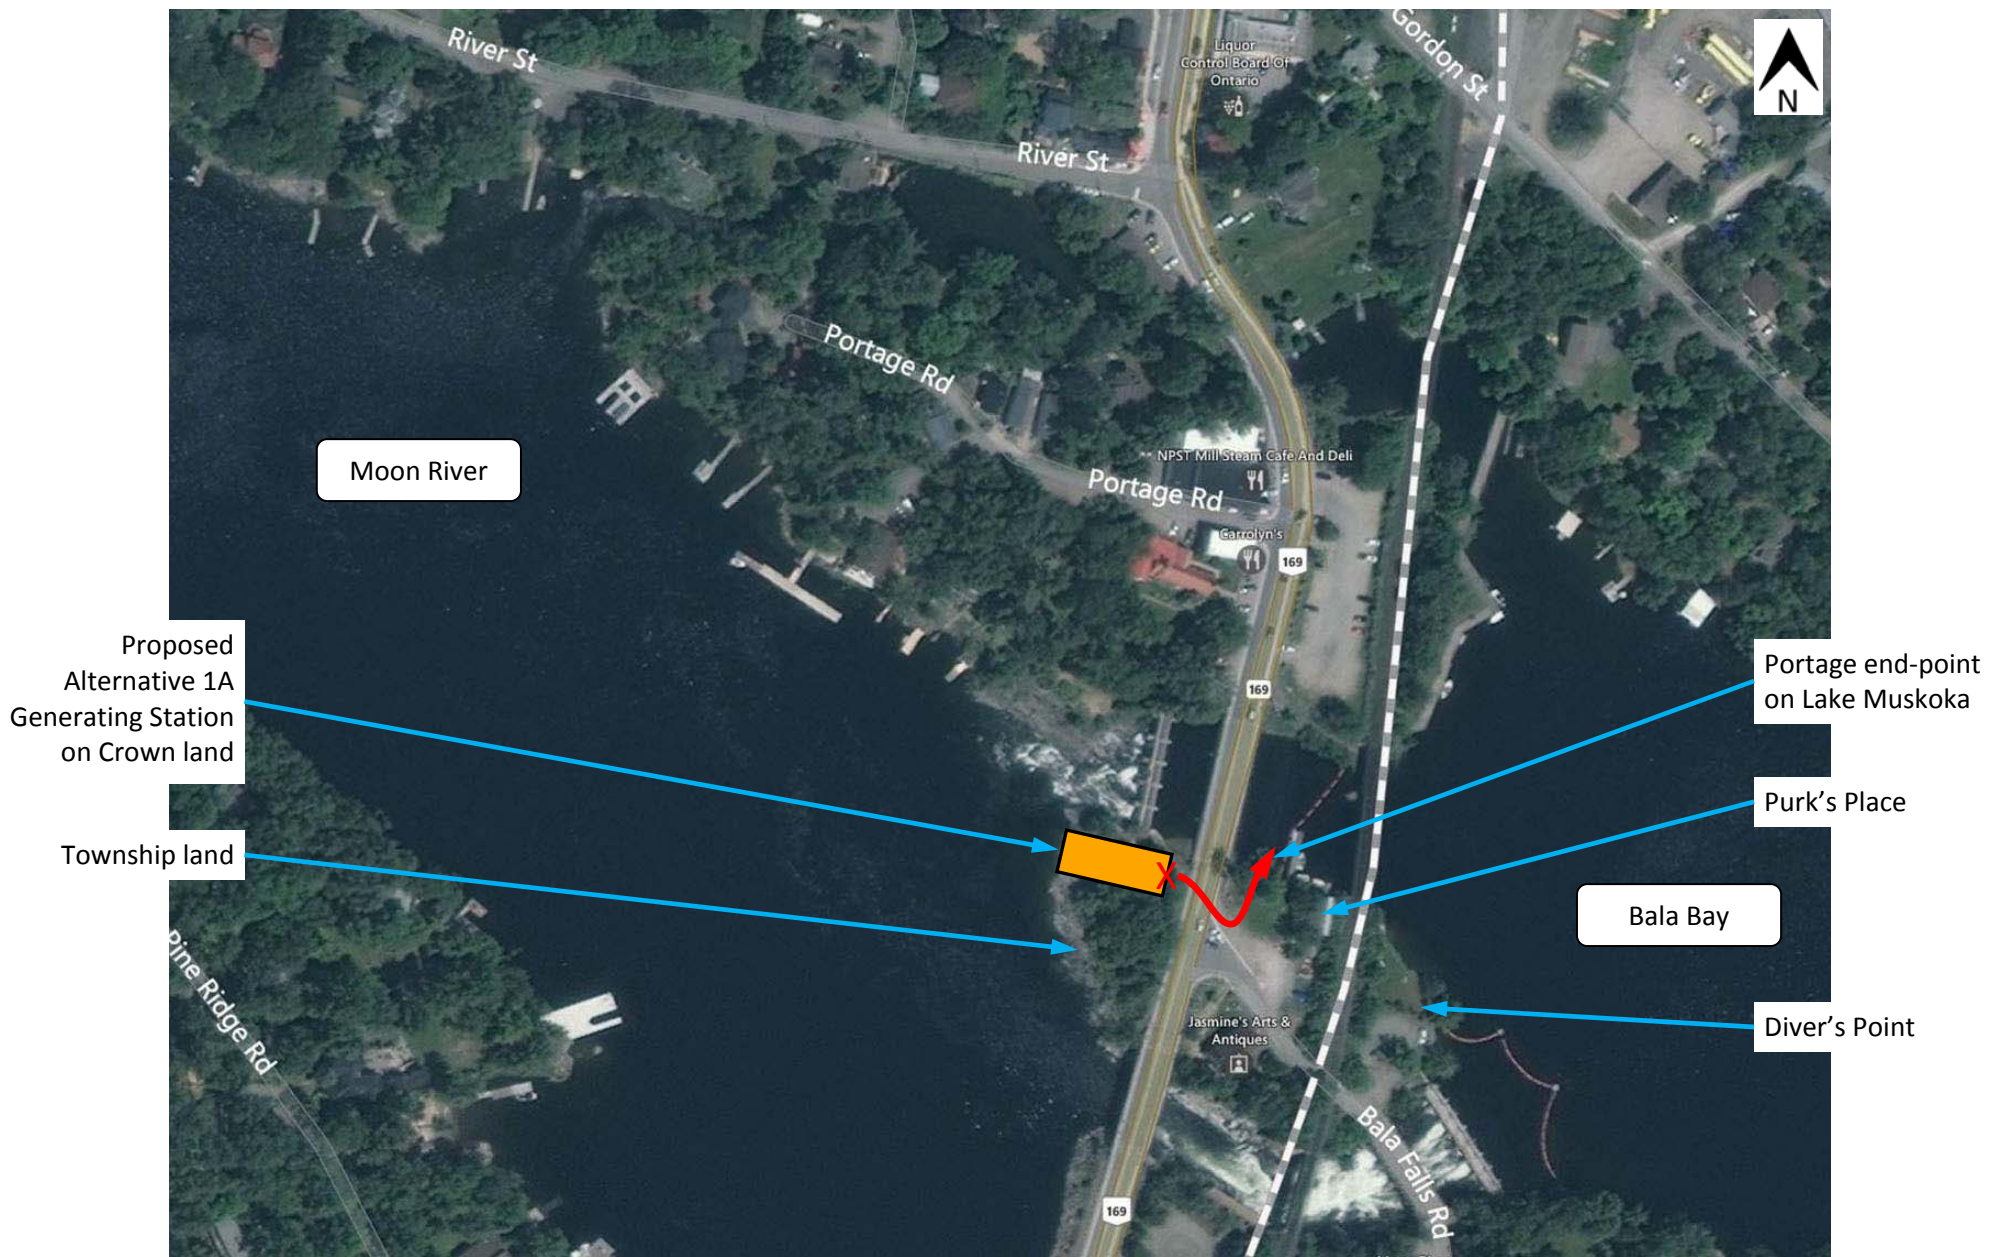 River St
Liquor
Control Board Of
Ontario
Gordon St
N
River St
Portage Rd
Moon River
NPST Mill Steam Cafe And Deli
Portage Rd
Carrolyn's
169
Proposed
Alternative 1A
Generating Station
on Crown land
Portage end-point
on Lake Muskoka
169
Purk's Place
Township land
X
Bala Bay
Pine Ridge Rd
Jasmine's Arts &
Antiques
Diver's Point
Bala Falls Rd
169